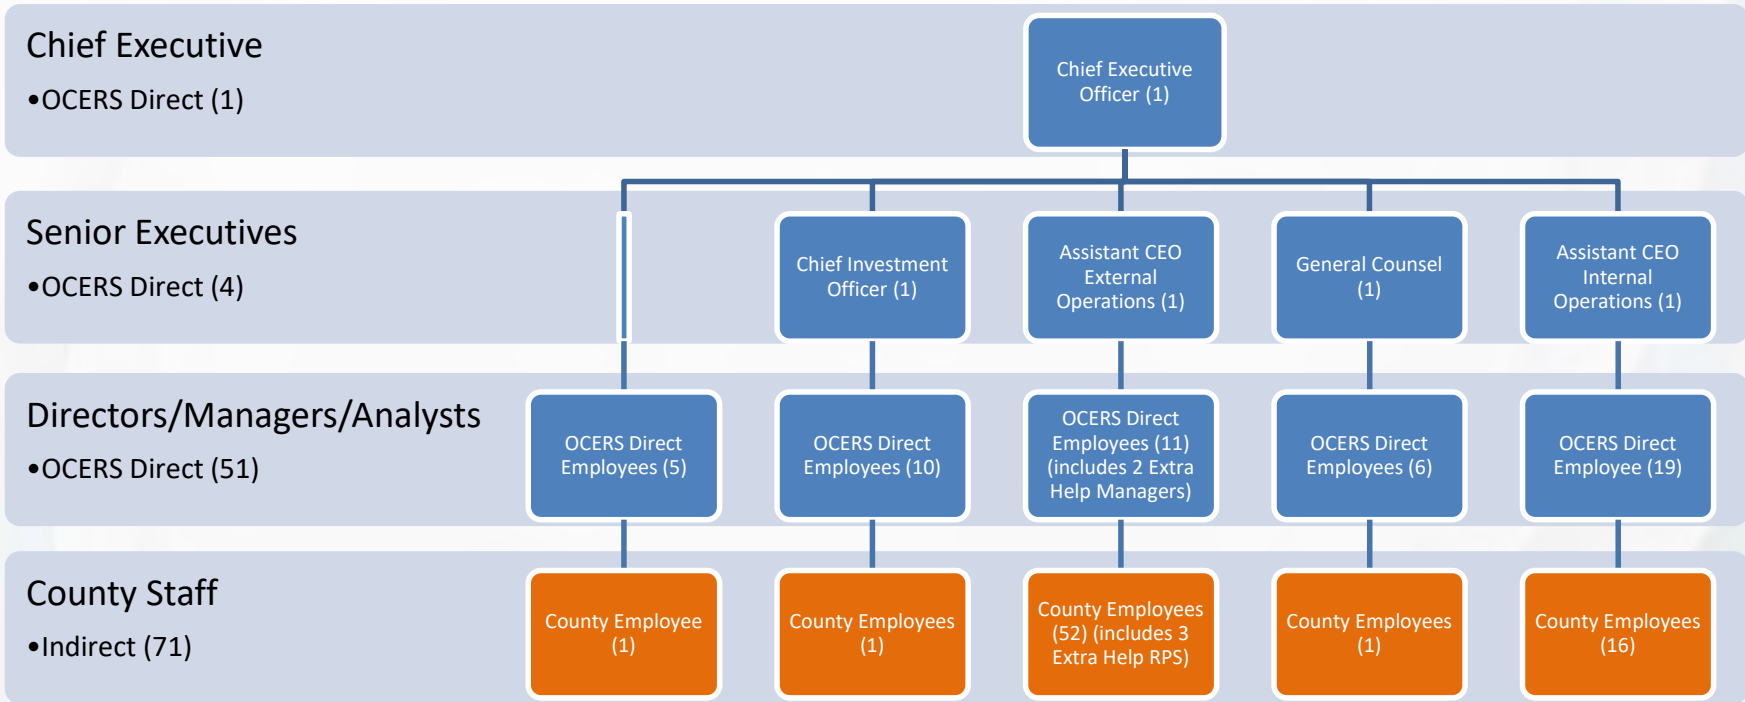 Chief Executive
•OCERS Direct (1)
Chief Executive
Officer (1)
Senior Executives
•OCERS Direct (4)
Chief Investment
Officer (1)
Assistant CEO
External
Operations (1)
General Counsel
(1)
Assistant CEO
Internal
Operations (1)
Directors/Managers/Analysts
•OCERS Direct (51)
OCERS Direct
Employees (5)
OCERS Direct
Employees (10)
OCERS Direct
Employees (11)
(includes 2 Extra
Help Managers)
OCERS Direct
Employees (6)
OCERS Direct
Employee (19)
County Staff
•Indirect (71)
County Employee
(1)
County Employees
(1)
County Employees
(52) (includes 3
Extra Help RPS)
County Employees
(1)
County Employees
(16)